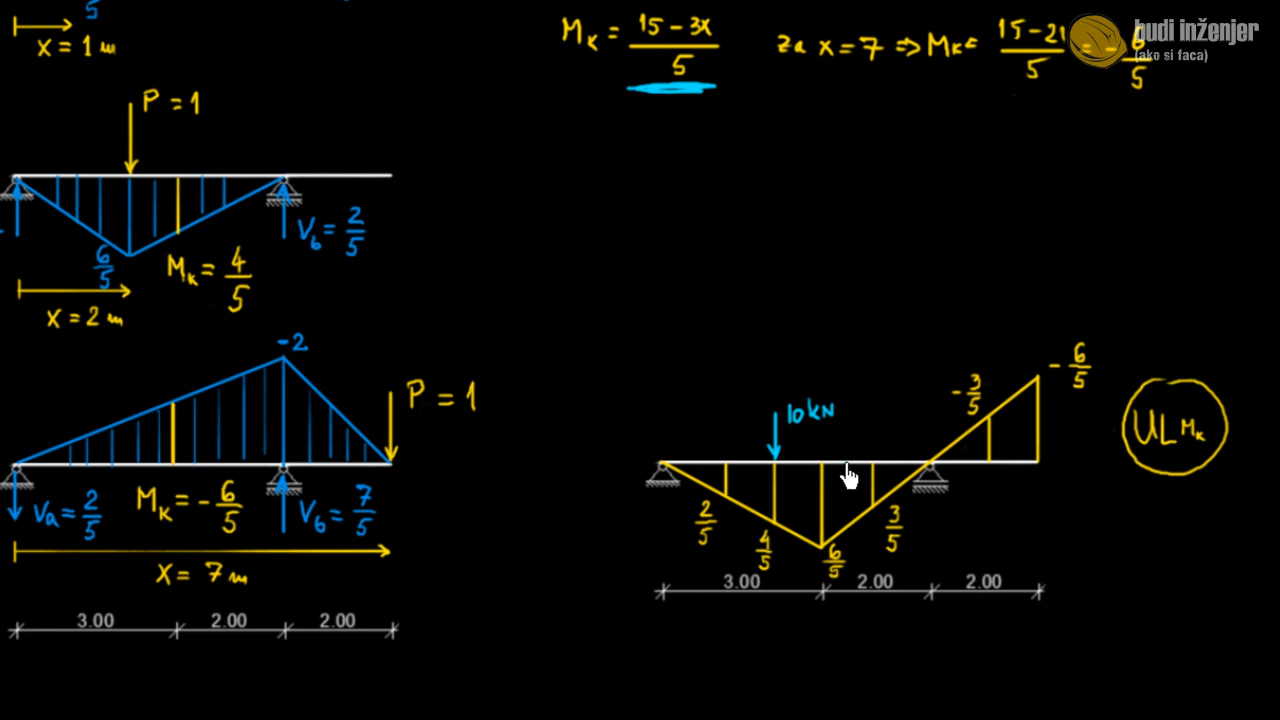 5
x = 1 m
M_K = (15 - 3x)/5
za x = 7 => M_K = (15 - 21)/5 = - 6/5
budi inženjer
(ako si faca)
P = 1
V_b = 2/5
6/5
M_K = 4/5
x = 2 m
-2
P = 1
V_a = 2/5
M_K = - 6/5
V_b = 7/5
x = 7 m
3.00 2.00 2.00
10 kN
- 3/5
- 6/5
UL M_K
2/5
4/5
6/5
3/5
3.00 2.00 2.00